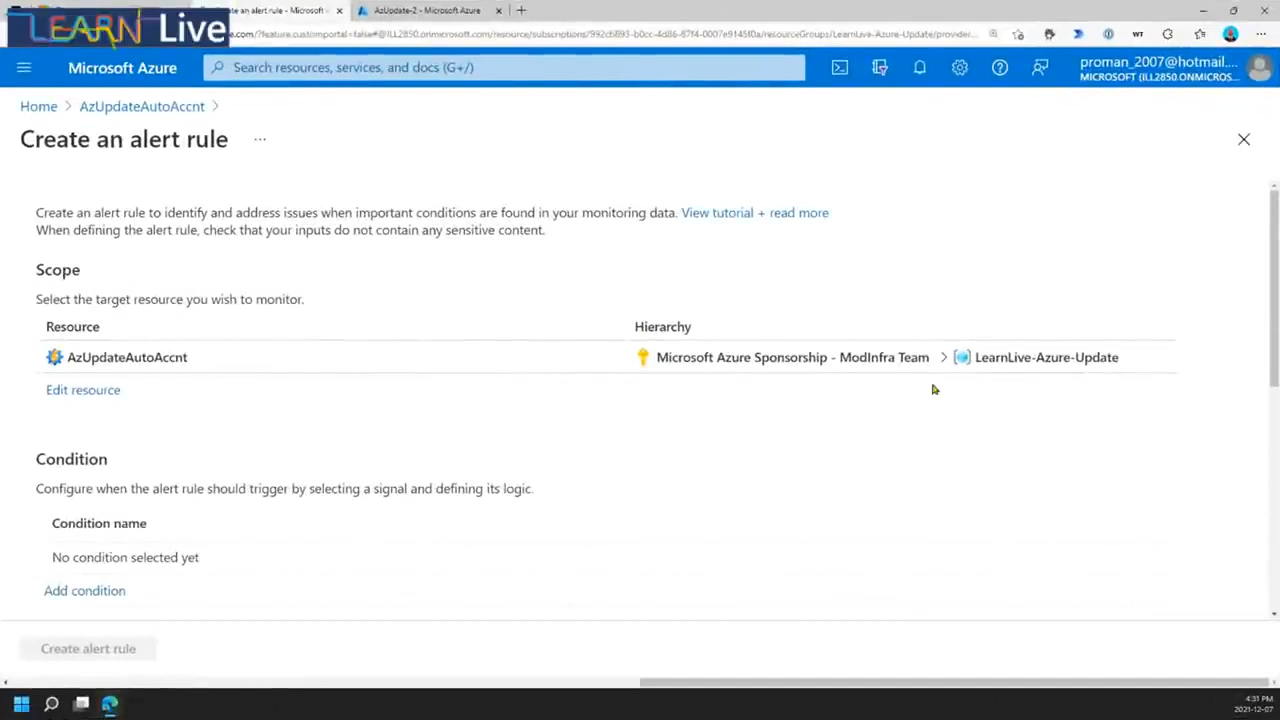 LEARN Live
an alert rule - Microsoft
AzUpdate-2 - Microsoft Azure
Microsoft Azure
Search resources, services, and docs (G+/)
proman_2007@hotmail....
MICROSOFT (ILL2850.ONMICROS...
Home > AzUpdateAutoAccnt >
Create an alert rule ...
Create an alert rule to identify and address issues when important conditions are found in your monitoring data. View tutorial + read more
When defining the alert rule, check that your inputs do not contain any sensitive content.
Scope
Select the target resource you wish to monitor.
Resource Hierarchy
AzUpdateAutoAccnt Microsoft Azure Sponsorship - ModInfra Team > LearnLive-Azure-Update
Edit resource
Condition
Configure when the alert rule should trigger by selecting a signal and defining its logic.
Condition name
No condition selected yet
Add condition
Create alert rule
4:31 PM
2021-12-07